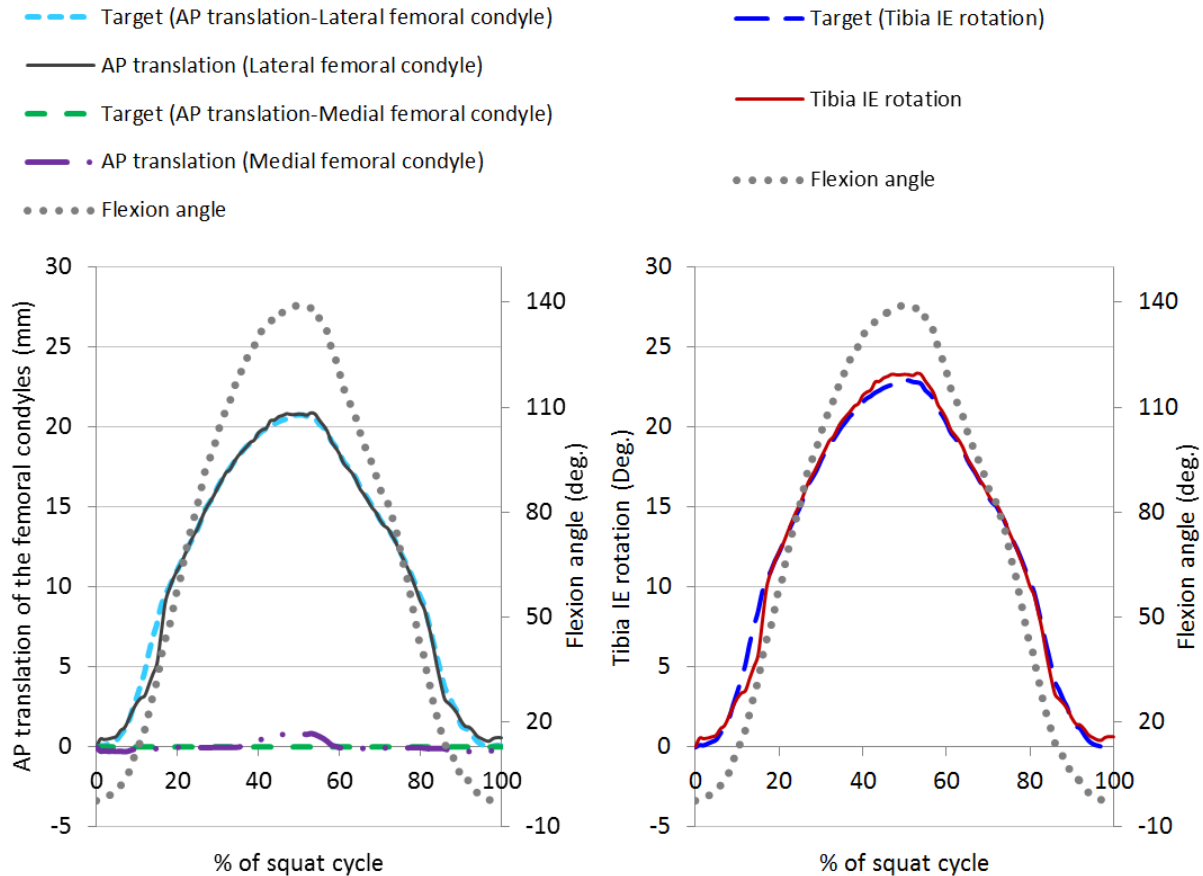 Target (AP translation-Lateral femoral condyle)
AP translation (Lateral femoral condyle)
Target (AP translation-Medial femoral condyle)
AP translation (Medial femoral condyle)
Flexion angle
Target (Tibia IE rotation)
Tibia IE rotation
Flexion angle
AP translation of the femoral condyles (mm)
30
25
20
15
10
5
0
-5
0 20 40 60 80 100
% of squat cycle
140
110
80
50
20
-10
Flexion angle (deg.)
Tibia IE rotation (Deg.)
30
25
20
15
10
5
0
-5
0 20 40 60 80 100
% of squat cycle
140
110
80
50
20
-10
Flexion angle (deg.)